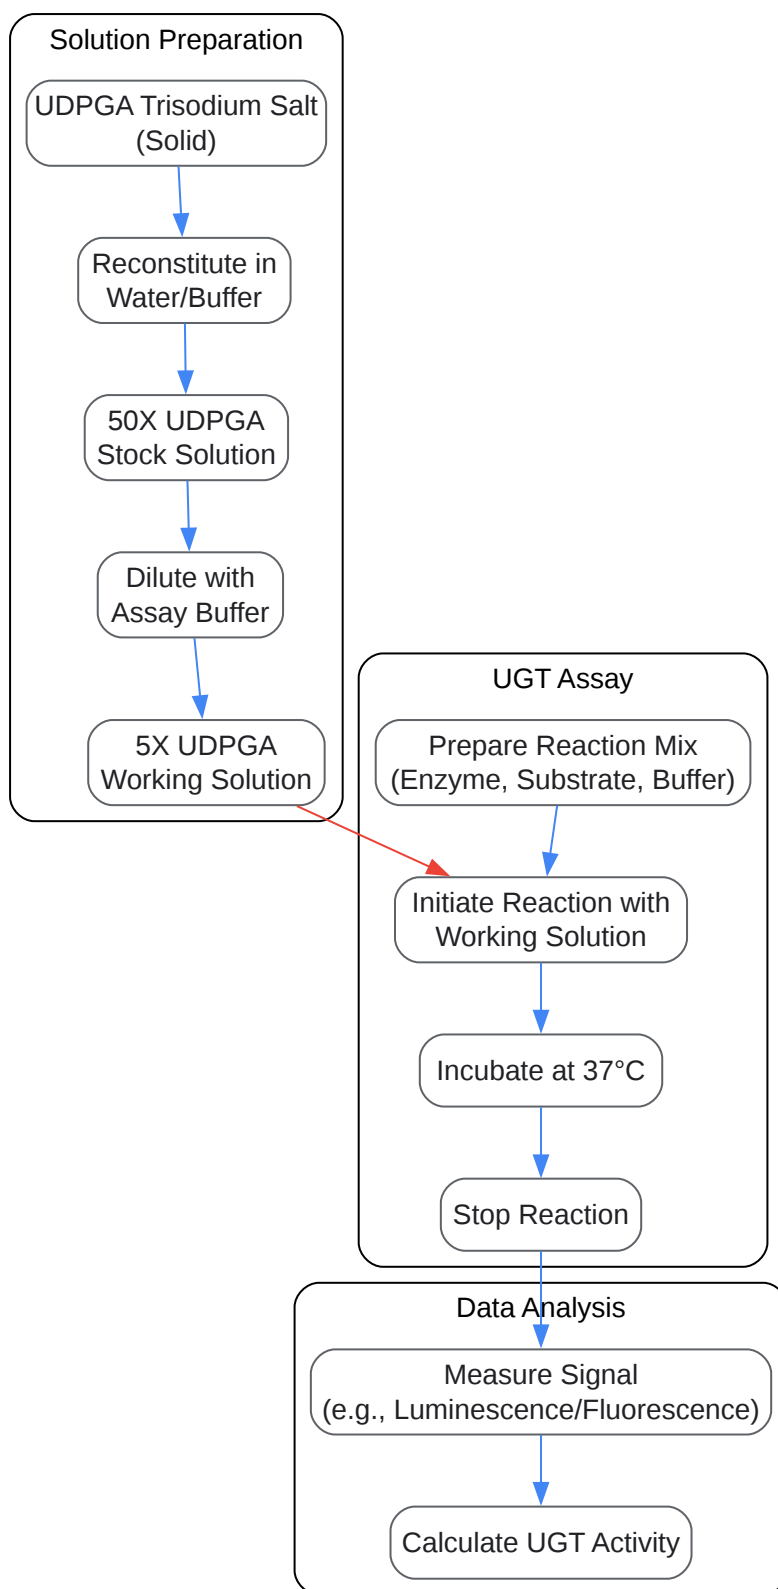 Solution Preparation
UDPGA Trisodium Salt
(Solid)
Reconstitute in
Water/Buffer
50X UDPGA
Stock Solution
Dilute with
Assay Buffer
5X UDPGA
Working Solution
UGT Assay
Prepare Reaction Mix
(Enzyme, Substrate, Buffer)
Initiate Reaction with
Working Solution
Incubate at 37°C
Stop Reaction
Data Analysis
Measure Signal
(e.g., Luminescence/Fluorescence)
Calculate UGT Activity